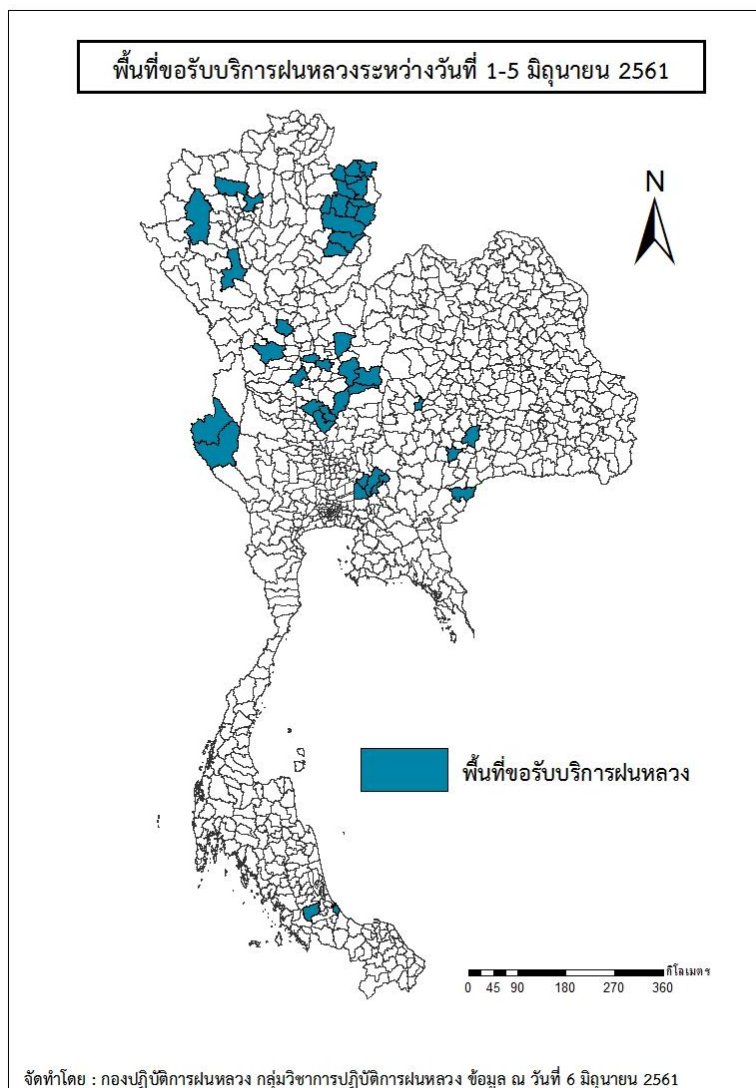 พื้นที่ขอรับบริการฝนหลวงระหว่างวันที่ 1-5 มิถุนายน 2561
N
พื้นที่ขอรับบริการฝนหลวง
กิโลเมตร
0 45 90 180 270 360
จัดทำโดย : กองปฏิบัติการฝนหลวง กลุ่มวิชาการปฏิบัติการฝนหลวง ข้อมูล ณ วันที่ 6 มิถุนายน 2561